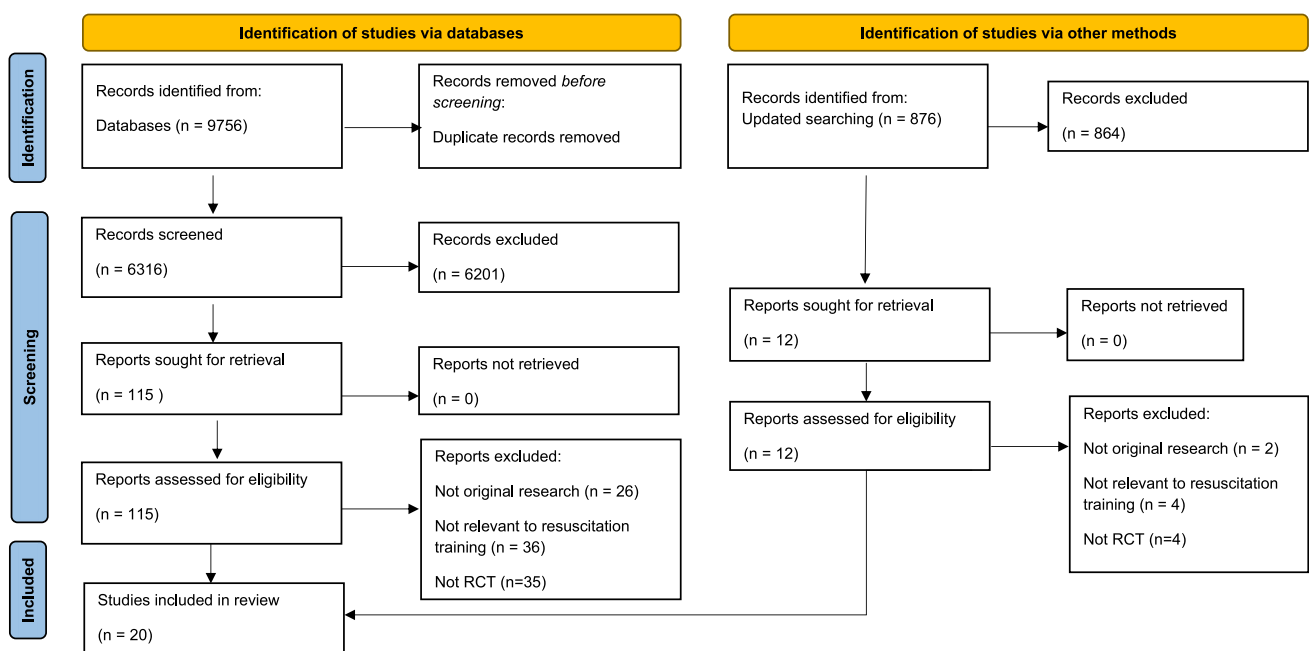 Identification of studies via databases
Identification of studies via other methods
Identification
Records identified from:
Databases (n = 9756)
Records removed before
screening:
Duplicate records removed
Records identified from:
Updated searching (n = 876)
Records excluded
(n = 864)
Screening
Records screened
(n = 6316)
Records excluded
(n = 6201)
Reports sought for retrieval
(n = 115 )
Reports not retrieved
(n = 0)
Reports sought for retrieval
(n = 12)
Reports not retrieved
(n = 0)
Reports assessed for eligibility
(n = 115)
Reports excluded:
Not original research (n = 26)
Not relevant to resuscitation
training (n = 36)
Not RCT (n=35)
Reports assessed for eligibility
(n = 12)
Reports excluded:
Not original research (n = 2)
Not relevant to resuscitation
training (n = 4)
Not RCT (n=4)
Included
Studies included in review
(n = 20)